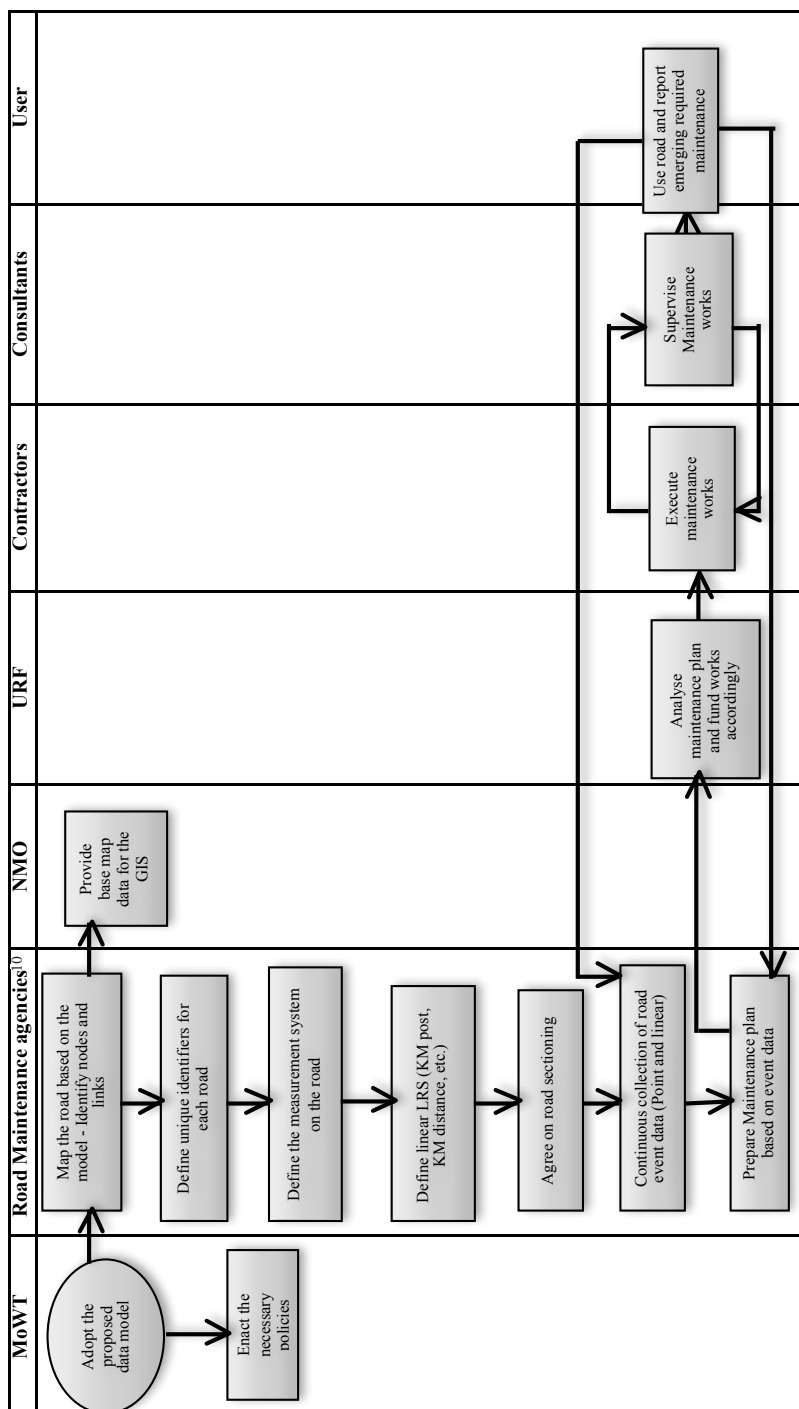 MoWT
Road Maintenance agencies10
NMO
URF
Contractors
Consultants
User
Adopt the
proposed
data model
Enact the
necessary
policies
Map the road based on the
model - Identify nodes and
links
Define unique identifiers for
each road
Define the measurement system
on the road
Define linear LRS (KM post,
KM distance, etc.)
Agree on road sectioning
Continuous collection of road
event data (Point and linear)
Prepare Maintenance plan
based on event data
Provide
base map
data for the
GIS
Analyse
maintenance plan
and fund works
accordingly
Execute
maintenance
works
Supervise
Maintenance
works
Use road and report
emerging required
maintenance